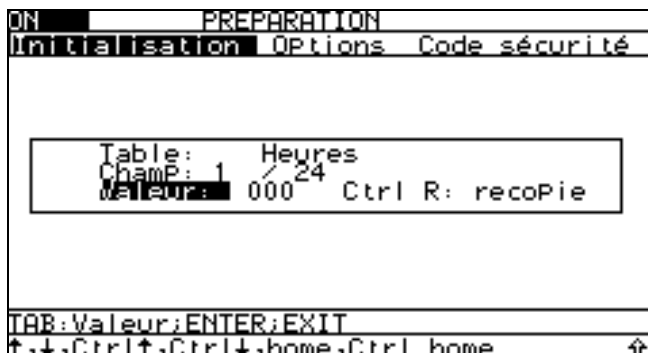 ON PREPARATION
Initialisation OPtions Code sécurité
Table: Heures
ChamP: 1 / 24
Valeur: 000 Ctrl R: recoPie
TAB:Valeur;ENTER;EXIT
↑,↓,Ctrl↑,Ctrl↓,home,Ctrl home